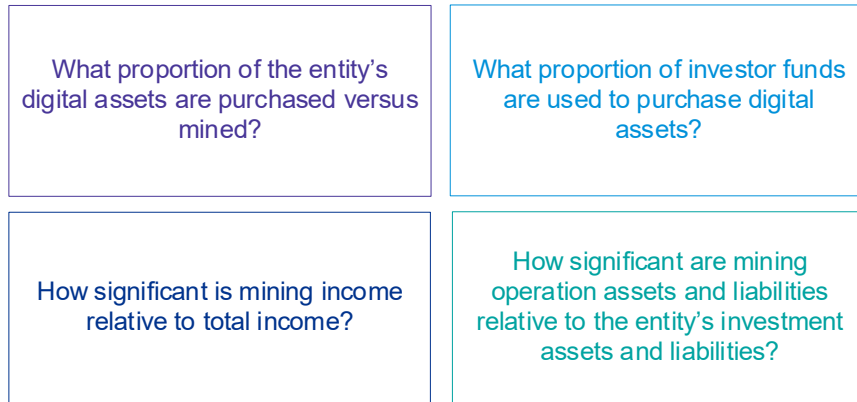 What proportion of the entity's
digital assets are purchased versus
mined?
What proportion of investor funds
are used to purchase digital
assets?
How significant is mining income
relative to total income?
How significant are mining
operation assets and liabilities
relative to the entity's investment
assets and liabilities?